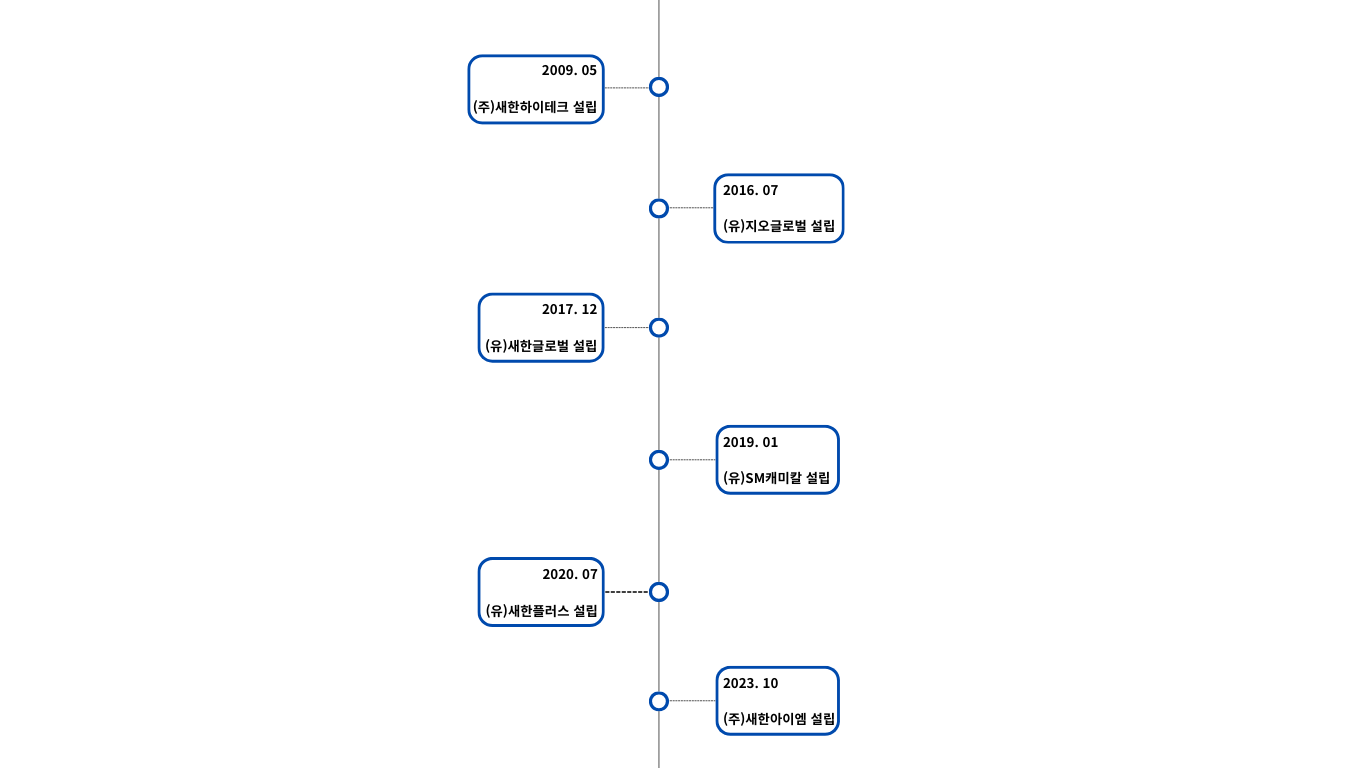 2009. 05
(주)새한하이테크 설립
2016. 07
(유)지오글로벌 설립
2017. 12
(유)새한글로벌 설립
2019. 01
(유)SM캐미칼 설립
2020. 07
(유)새한플러스 설립
2023. 10
(주)새한아이엠 설립